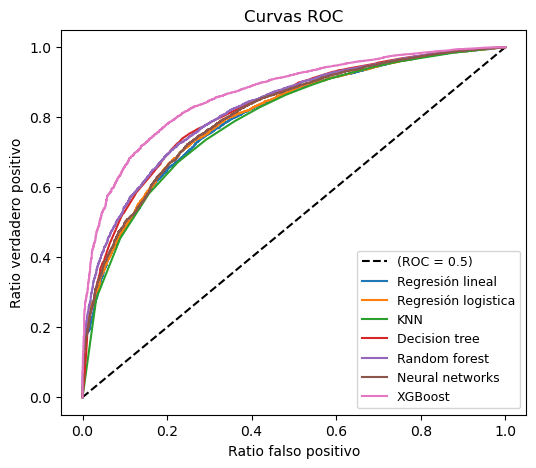 Curvas ROC
Ratio verdadero positivo
1.0
0.8
0.6
0.4
0.2
0.0
(ROC = 0.5)
Regresión lineal
Regresión logistica
KNN
Decision tree
Random forest
Neural networks
XGBoost
0.0 0.2 0.4 0.6 0.8 1.0
Ratio falso positivo